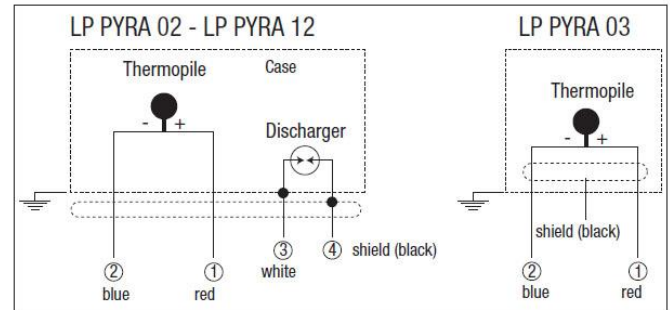 LP PYRA 02 - LP PYRA 12
Thermopile
Case
- +
Discharger
③ ④ shield (black)
white
② ①
blue red
LP PYRA 03
Thermopile
- +
shield (black)
② ①
blue red